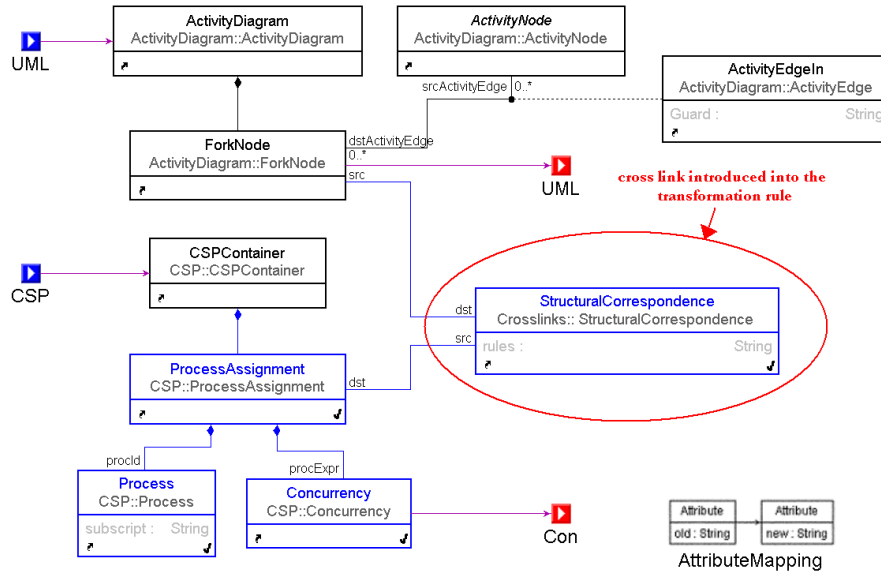 ActivityDiagram
ActivityDiagram::ActivityDiagram
UML
ActivityNode
ActivityDiagram::ActivityNode
srcActivityEdge
0..*
ActivityEdgeIn
ActivityDiagram::ActivityEdge
Guard : String
ForkNode
ActivityDiagram::ForkNode
dstActivityEdge
0..*
src
UML
cross link introduced into the
transformation rule
CSPContainer
CSP::CSPContainer
CSP
StructuralCorrespondence
Crosslinks:: StructuralCorrespondence
rules : String
dst
src
ProcessAssignment
CSP::ProcessAssignment
dst
procId
procExpr
Process
CSP::Process
subscript : String
Concurrency
CSP::Concurrency
Con
Attribute
old : String
Attribute
new : String
AttributeMapping